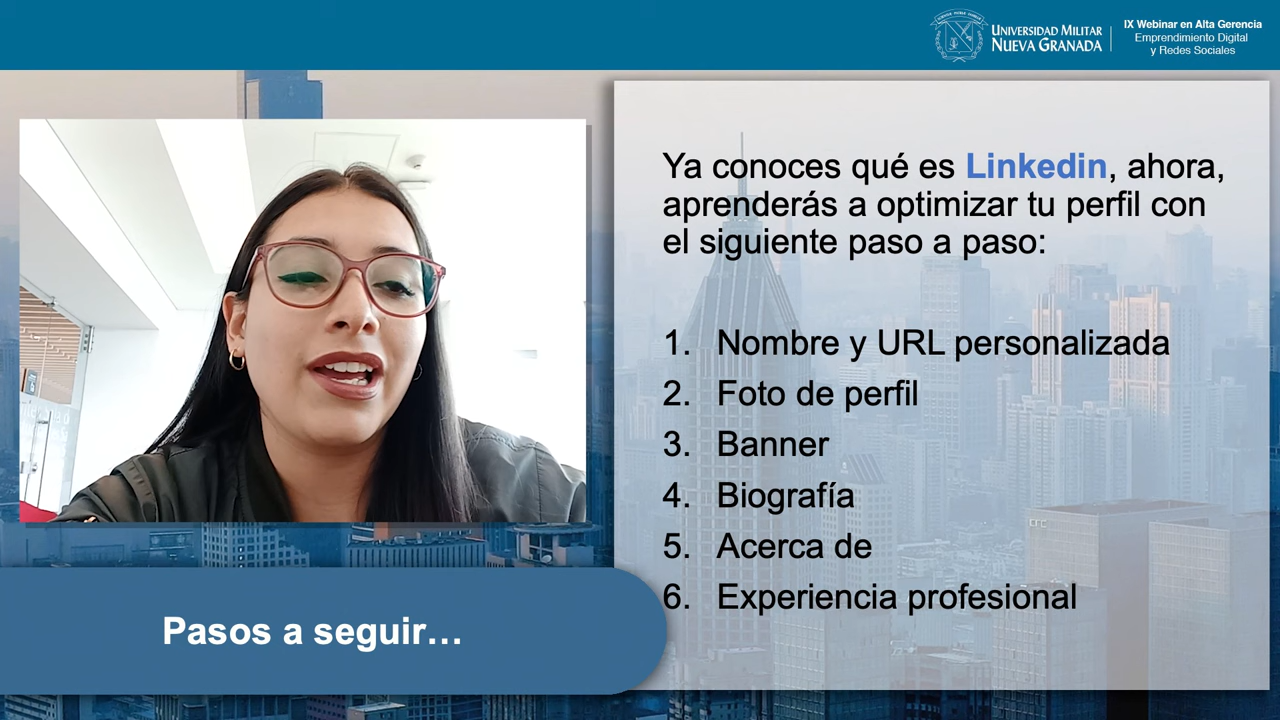 UNIVERSIDAD MILITAR
NUEVA GRANADA
IX Webinar en Alta Gerencia
Emprendimiento Digital
y Redes Sociales
Ya conoces qué es Linkedin, ahora,
aprenderás a optimizar tu perfil con
el siguiente paso a paso:
1. Nombre y URL personalizada
2. Foto de perfil
3. Banner
4. Biografía
5. Acerca de
6. Experiencia profesional
Pasos a seguir…